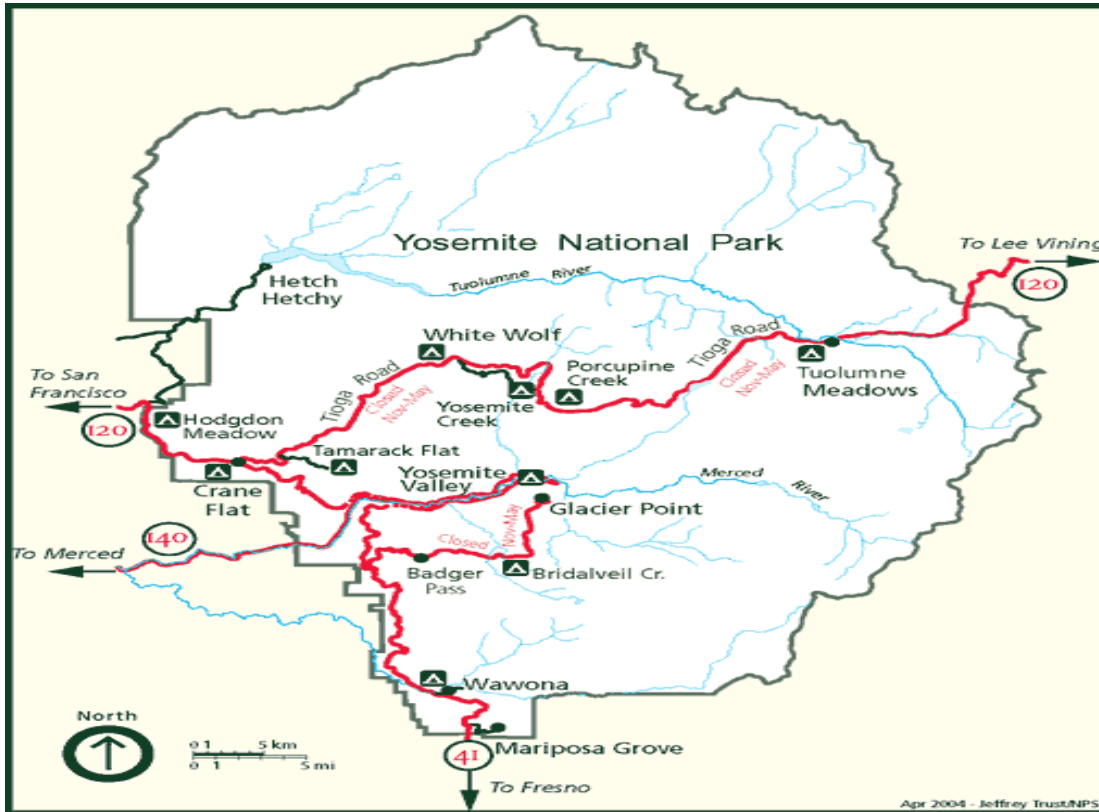 Yosemite National Park
To Lee Vining
120
Hetch
Hetchy
Tuolumne River
White Wolf
Tioga Road
Closed
Nov-May
Porcupine
Creek
Tioga Road
Closed
Nov-May
Tuolumne
Meadows
To San
Francisco
120
Hodgdon
Meadow
Yosemite
Creek
Tamarack Flat
Crane
Flat
Yosemite
Valley
Merced River
Glacier Point
140
To Merced
Closed
Nov-May
Badger
Pass
Bridalveil Cr.
Wawona
North
0 1 5 km
0 1 5 mi
Mariposa Grove
41
To Fresno
Apr 2004 - Jeffrey Trust/NPS